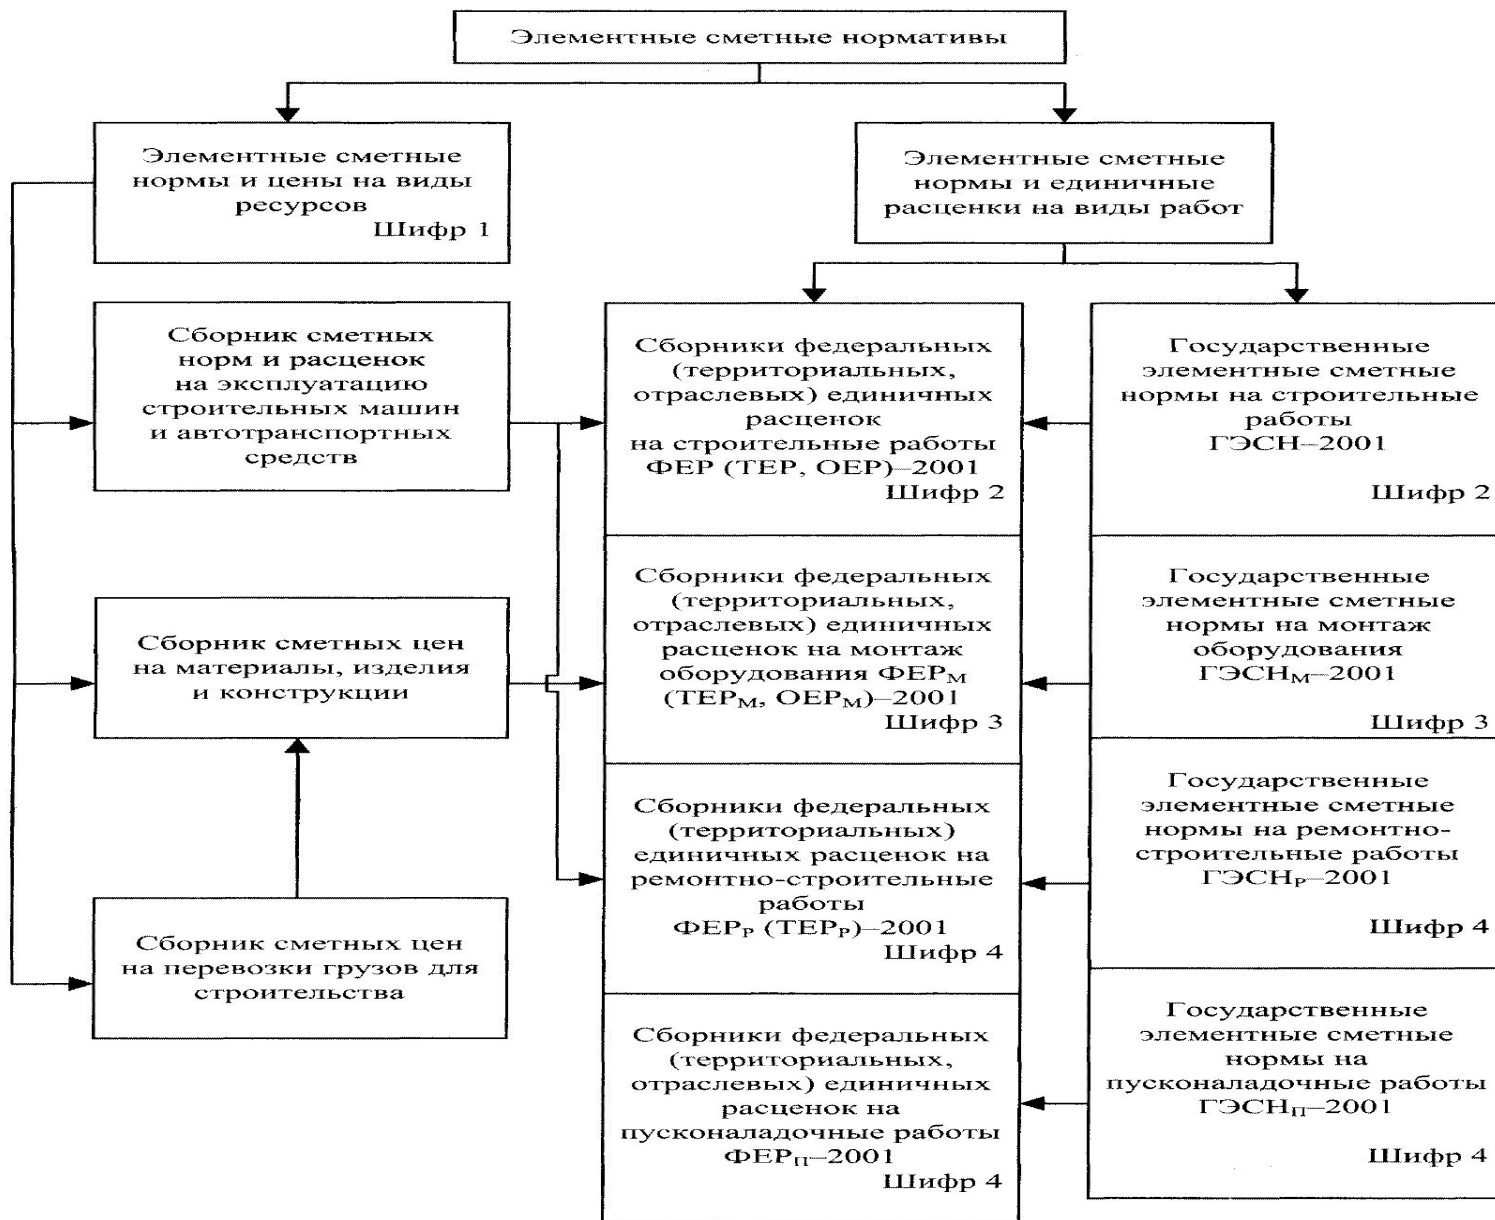 Элементные сметные нормативы
Элементные сметные
нормы и цены на виды
ресурсов
Шифр 1
Элементные сметные
нормы и единичные
расценки на виды работ
Сборник сметных
норм и расценок
на эксплуатацию
строительных машин
и автотранспортных
средств
Сборник сметных цен
на материалы, изделия
и конструкции
Сборник сметных цен
на перевозки грузов для
строительства
Сборники федеральных
(территориальных,
отраслевых) единичных
расценок
на строительные работы
ФЕР (ТЕР, ОЕР)–2001
Шифр 2
Сборники федеральных
(территориальных,
отраслевых) единичных
расценок на монтаж
оборудования ФЕРМ
(ТЕРМ, ОЕРМ)–2001
Шифр 3
Сборники федеральных
(территориальных)
единичных расценок на
ремонтно-строительные
работы
ФЕРР (ТЕРР)–2001
Шифр 4
Сборники федеральных
(территориальных,
отраслевых) единичных
расценок на
пусконаладочные работы
ФЕРП–2001
Шифр 4
Государственные
элементные сметные
нормы на строительные
работы
ГЭСН–2001
Шифр 2
Государственные
элементные сметные
нормы на монтаж
оборудования
ГЭСНМ–2001
Шифр 3
Государственные
элементные сметные
нормы на ремонтно-
строительные работы
ГЭСНР–2001
Шифр 4
Государственные
элементные сметные
нормы на
пусконаладочные работы
ГЭСНП–2001
Шифр 4